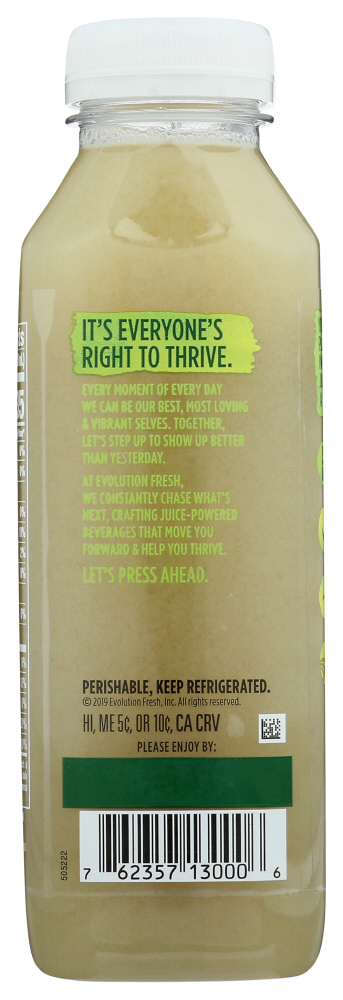 IT'S EVERYONE'S
RIGHT TO THRIVE.
EVERY MOMENT OF EVERY DAY
WE CAN BE OUR BEST, MOST LOVING
& VIBRANT SELVES. TOGETHER,
LET'S STEP UP TO SHOW UP BETTER
THAN YESTERDAY.
AT EVOLUTION FRESH,
WE CONSTANTLY CHASE WHAT'S
NEXT, CRAFTING JUICE-POWERED
BEVERAGES THAT MOVE YOU
FORWARD & HELP YOU THRIVE.
LET'S PRESS AHEAD.
PERISHABLE, KEEP REFRIGERATED.
© 2019 Evolution Fresh, Inc. All rights reserved.
HI, ME 5¢, OR 10¢, CA CRV
PLEASE ENJOY BY:
505222
7 62357 13000 6